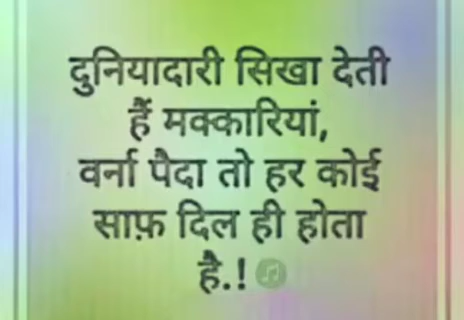 दुनियादारी सिखा देती
हैं मक्कारियां,
वर्ना पैदा तो हर कोई
साफ़ दिल ही होता
है.!